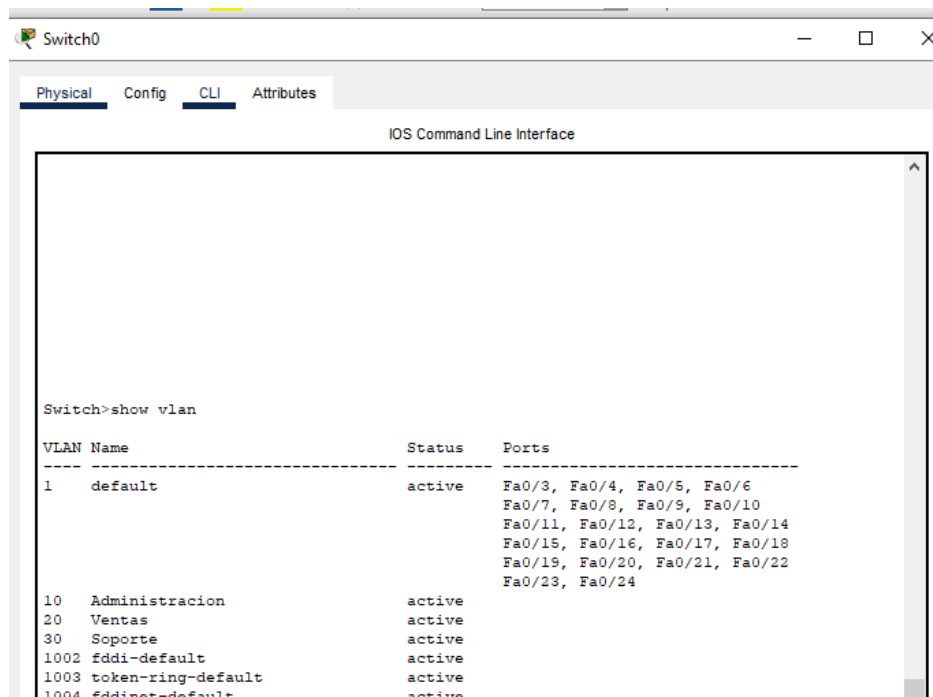 Switch0
Physical Config CLI Attributes
IOS Command Line Interface
Switch>show vlan
VLAN Name Status Ports
---- -------------------------------- --------- -------------------------------
1 default active Fa0/3, Fa0/4, Fa0/5, Fa0/6
Fa0/7, Fa0/8, Fa0/9, Fa0/10
Fa0/11, Fa0/12, Fa0/13, Fa0/14
Fa0/15, Fa0/16, Fa0/17, Fa0/18
Fa0/19, Fa0/20, Fa0/21, Fa0/22
Fa0/23, Fa0/24
10 Administracion active
20 Ventas active
30 Soporte active
1002 fddi-default active
1003 token-ring-default active
1004 fddinet-default active